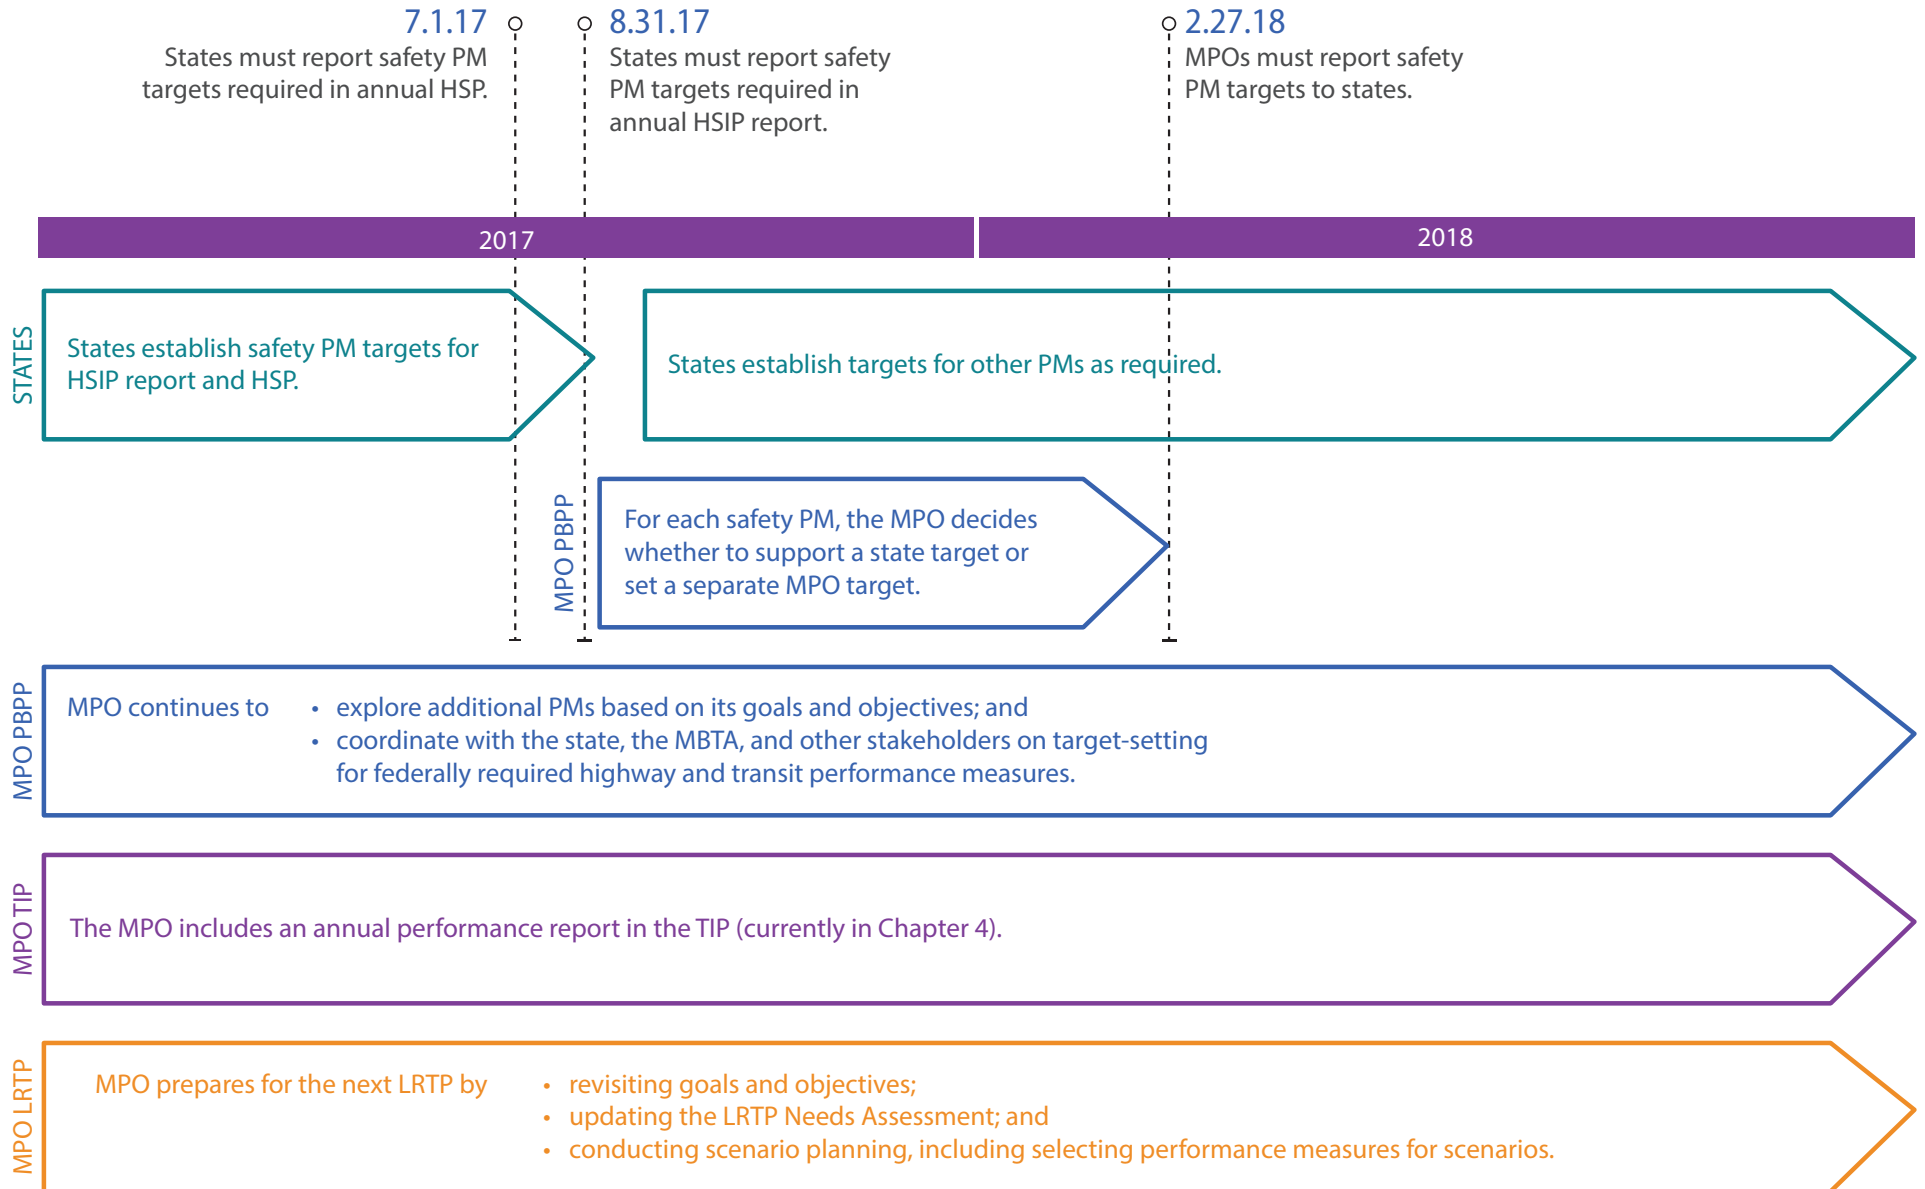 7.1.17
States must report safety PM
targets required in annual HSP.
8.31.17
States must report safety
PM targets required in
annual HSIP report.
2.27.18
MPOs must report safety
PM targets to states.
2017
2018
STATES
States establish safety PM targets for
HSIP report and HSP.
States establish targets for other PMs as required.
MPO PBPP
For each safety PM, the MPO decides
whether to support a state target or
set a separate MPO target.
MPO PBPP
MPO continues to
• explore additional PMs based on its goals and objectives; and
• coordinate with the state, the MBTA, and other stakeholders on target-setting
for federally required highway and transit performance measures.
MPO TIP
The MPO includes an annual performance report in the TIP (currently in Chapter 4).
MPO LRTP
MPO prepares for the next LRTP by
• revisiting goals and objectives;
• updating the LRTP Needs Assessment; and
• conducting scenario planning, including selecting performance measures for scenarios.